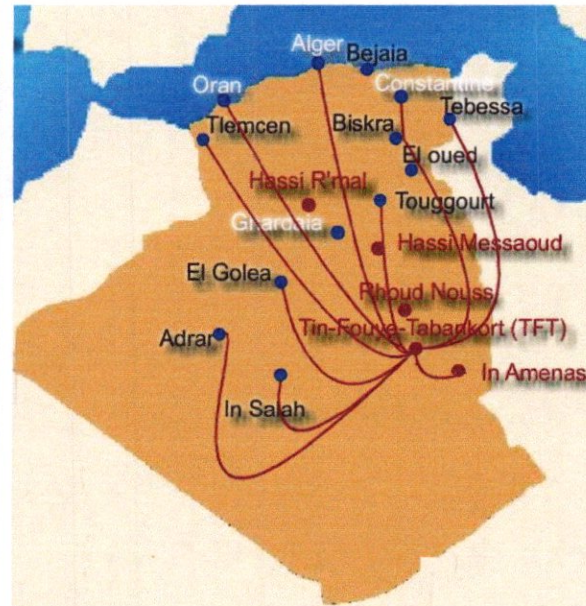 Alger
Bejaia
Oran
Constantine
Tebessa
Tlemcen
Biskra
El oued
Hassi R'mal
Touggourt
Ghardaia
Hassi Messaoud
El Golea
Rhoud Nouss
Adrar
Tin-Fouye-Tabankort (TFT)
In Amenas
In Salah